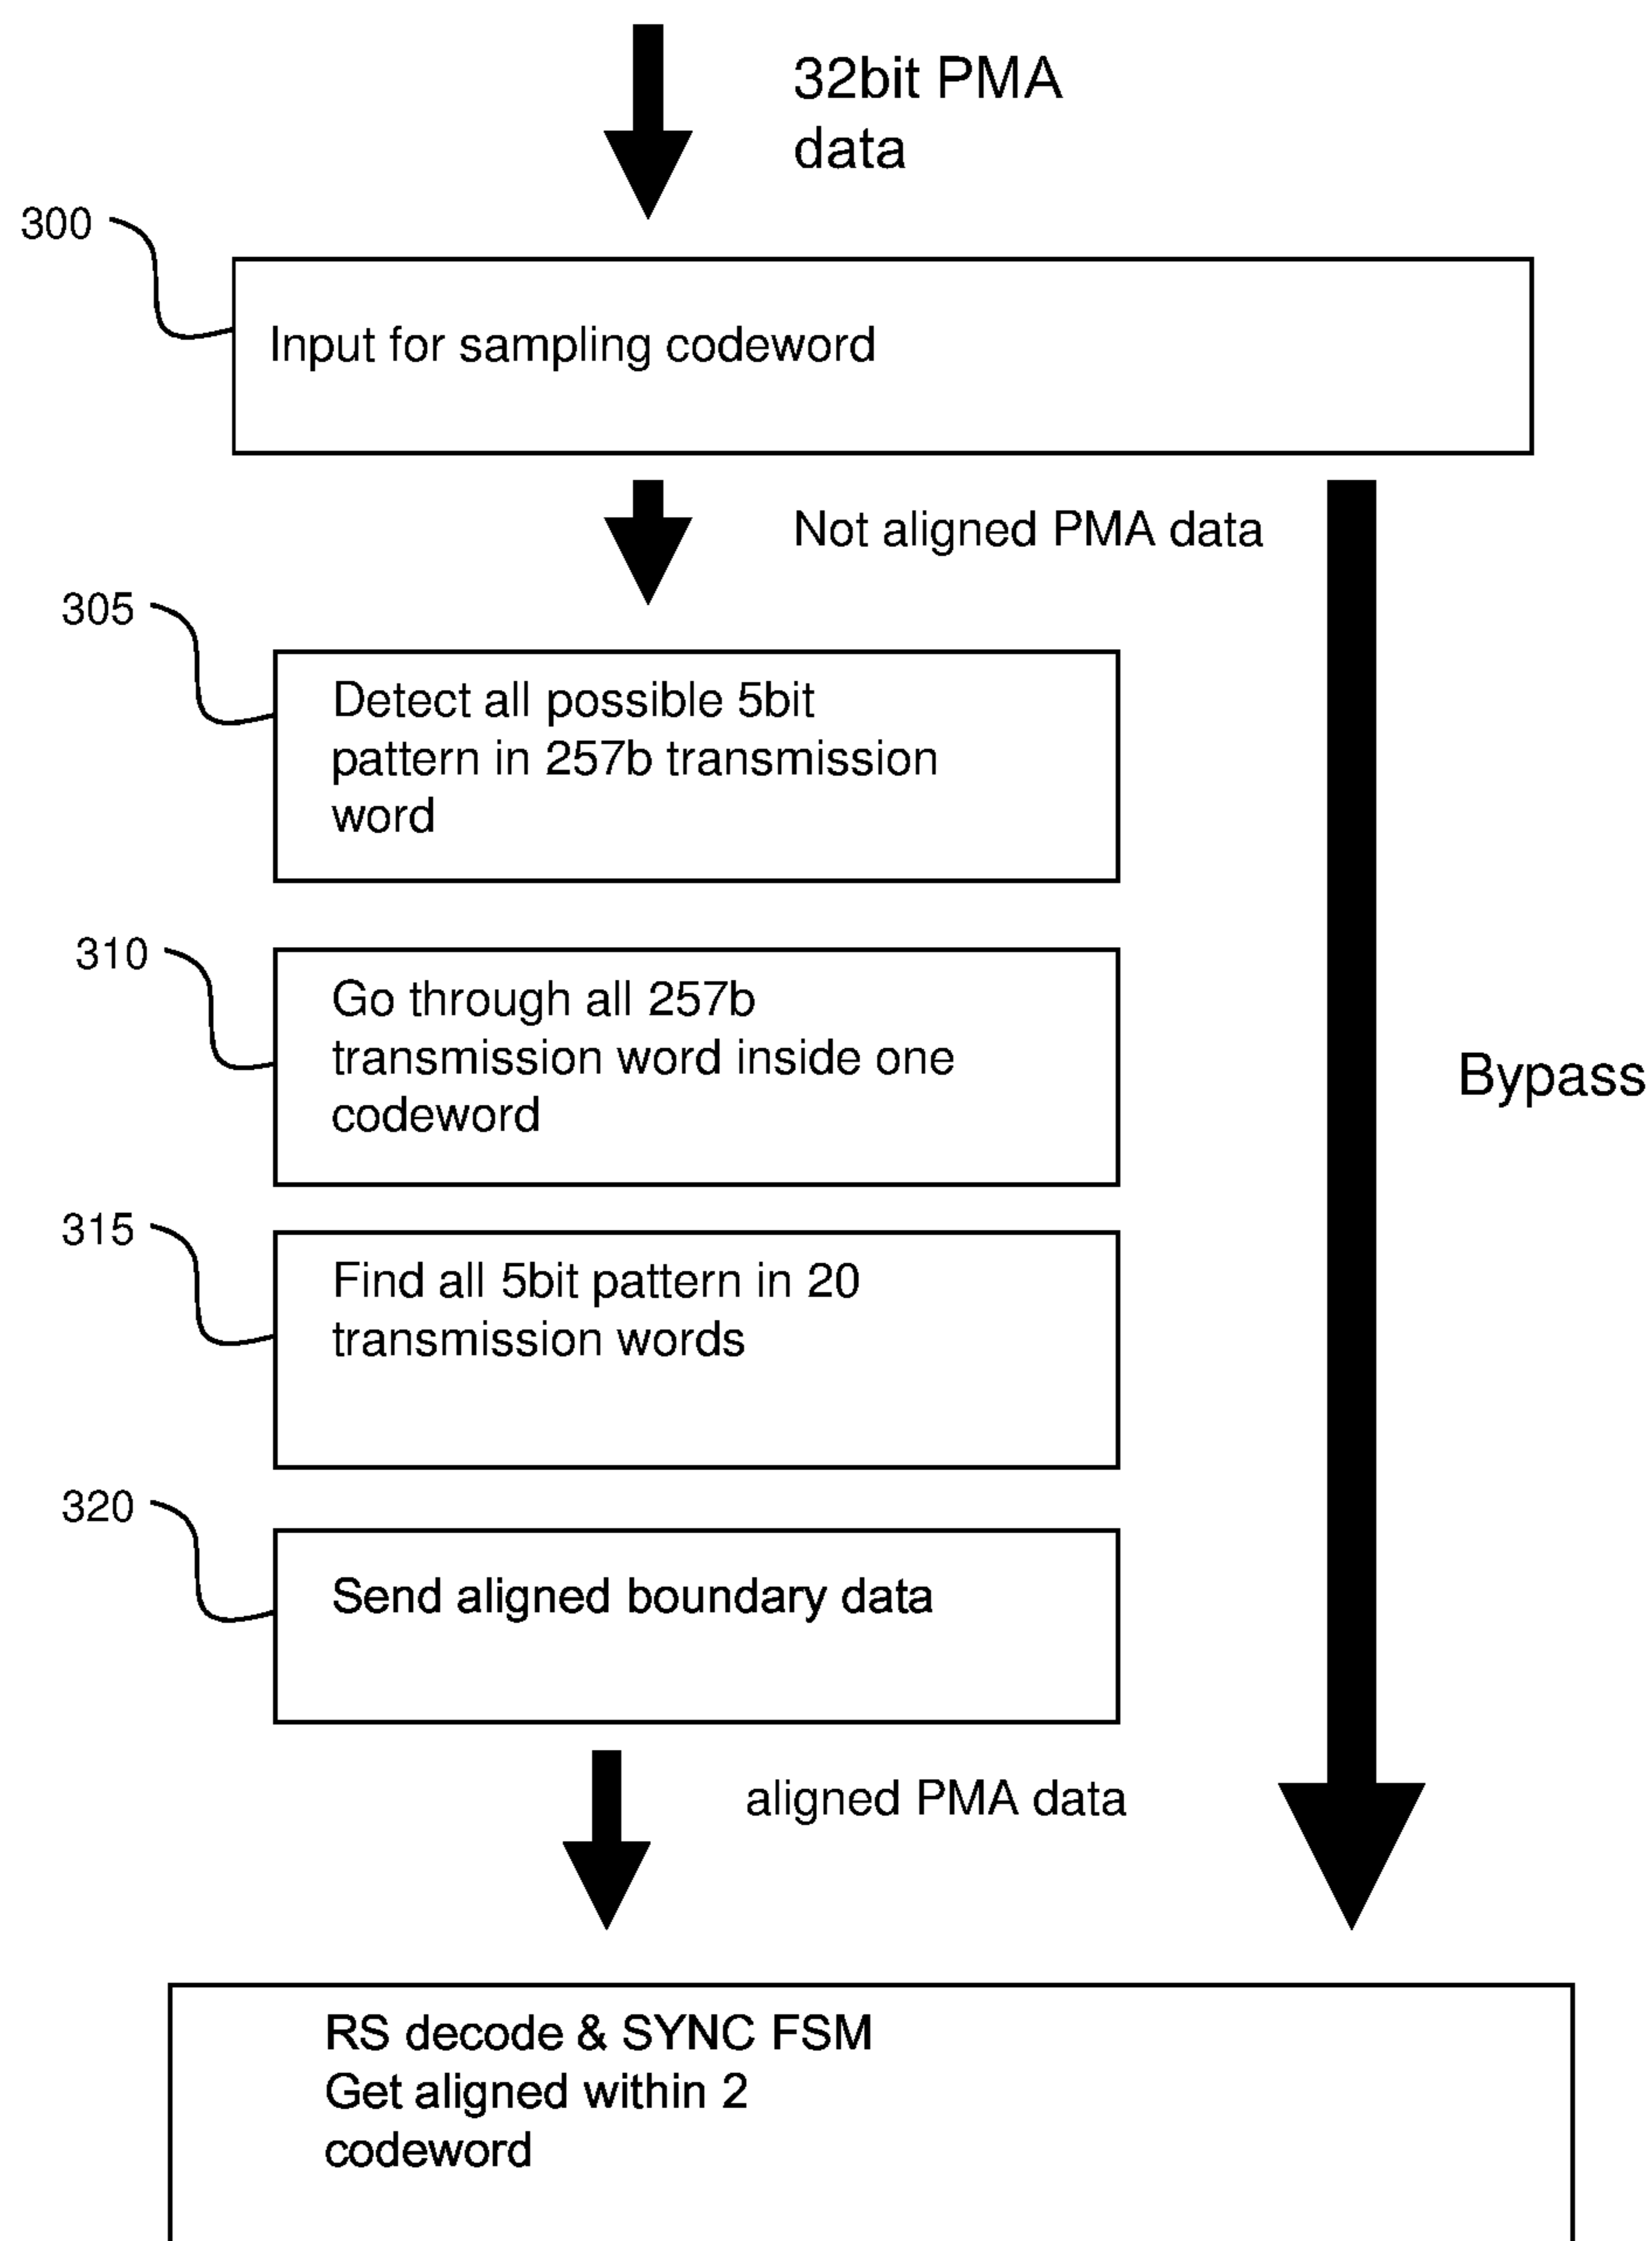 32bit PMA
data
300
Input for sampling codeword
Not aligned PMA data
305
Detect all possible 5bit
pattern in 257b transmission
word
310
Go through all 257b
transmission word inside one
codeword
Bypass
315
Find all 5bit pattern in 20
transmission words
320
Send aligned boundary data
aligned PMA data
RS decode & SYNC FSM
Get aligned within 2
codeword